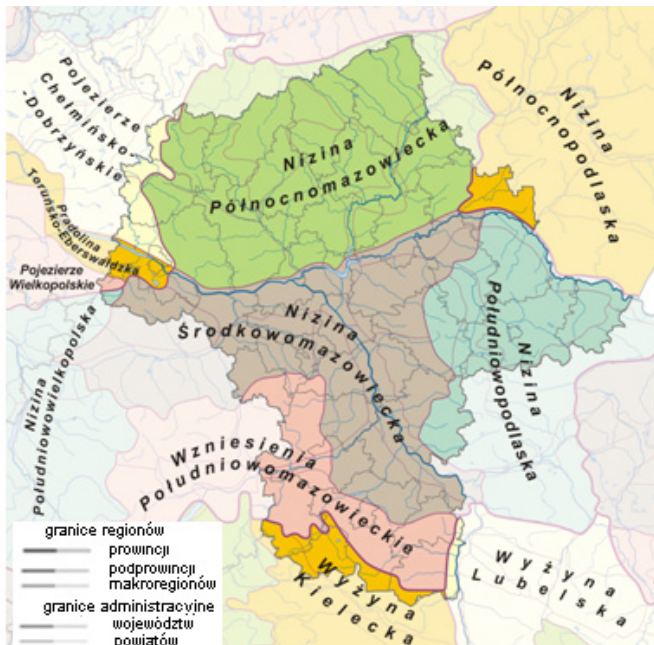 Pojezierze
Chełmińsko-
-Dobrzyńskie
Nizina
Północnopodlaska
Nizina
Północnomazowiecka
Pradolina
Toruńsko-Eberswaldzka
Pojezierze
Wielkopolskie
Nizina
Środkowomazowiecka
Nizina
Południowopodlaska
Nizina
Południowowielkopolska
Wzniesienia
Południowomazowieckie
Wyżyna
Kielecka
Wyżyna
Lubelska
granice regionów
prowincji
podprowincji
makroregionów
granice administracyjne
województw
powiatów